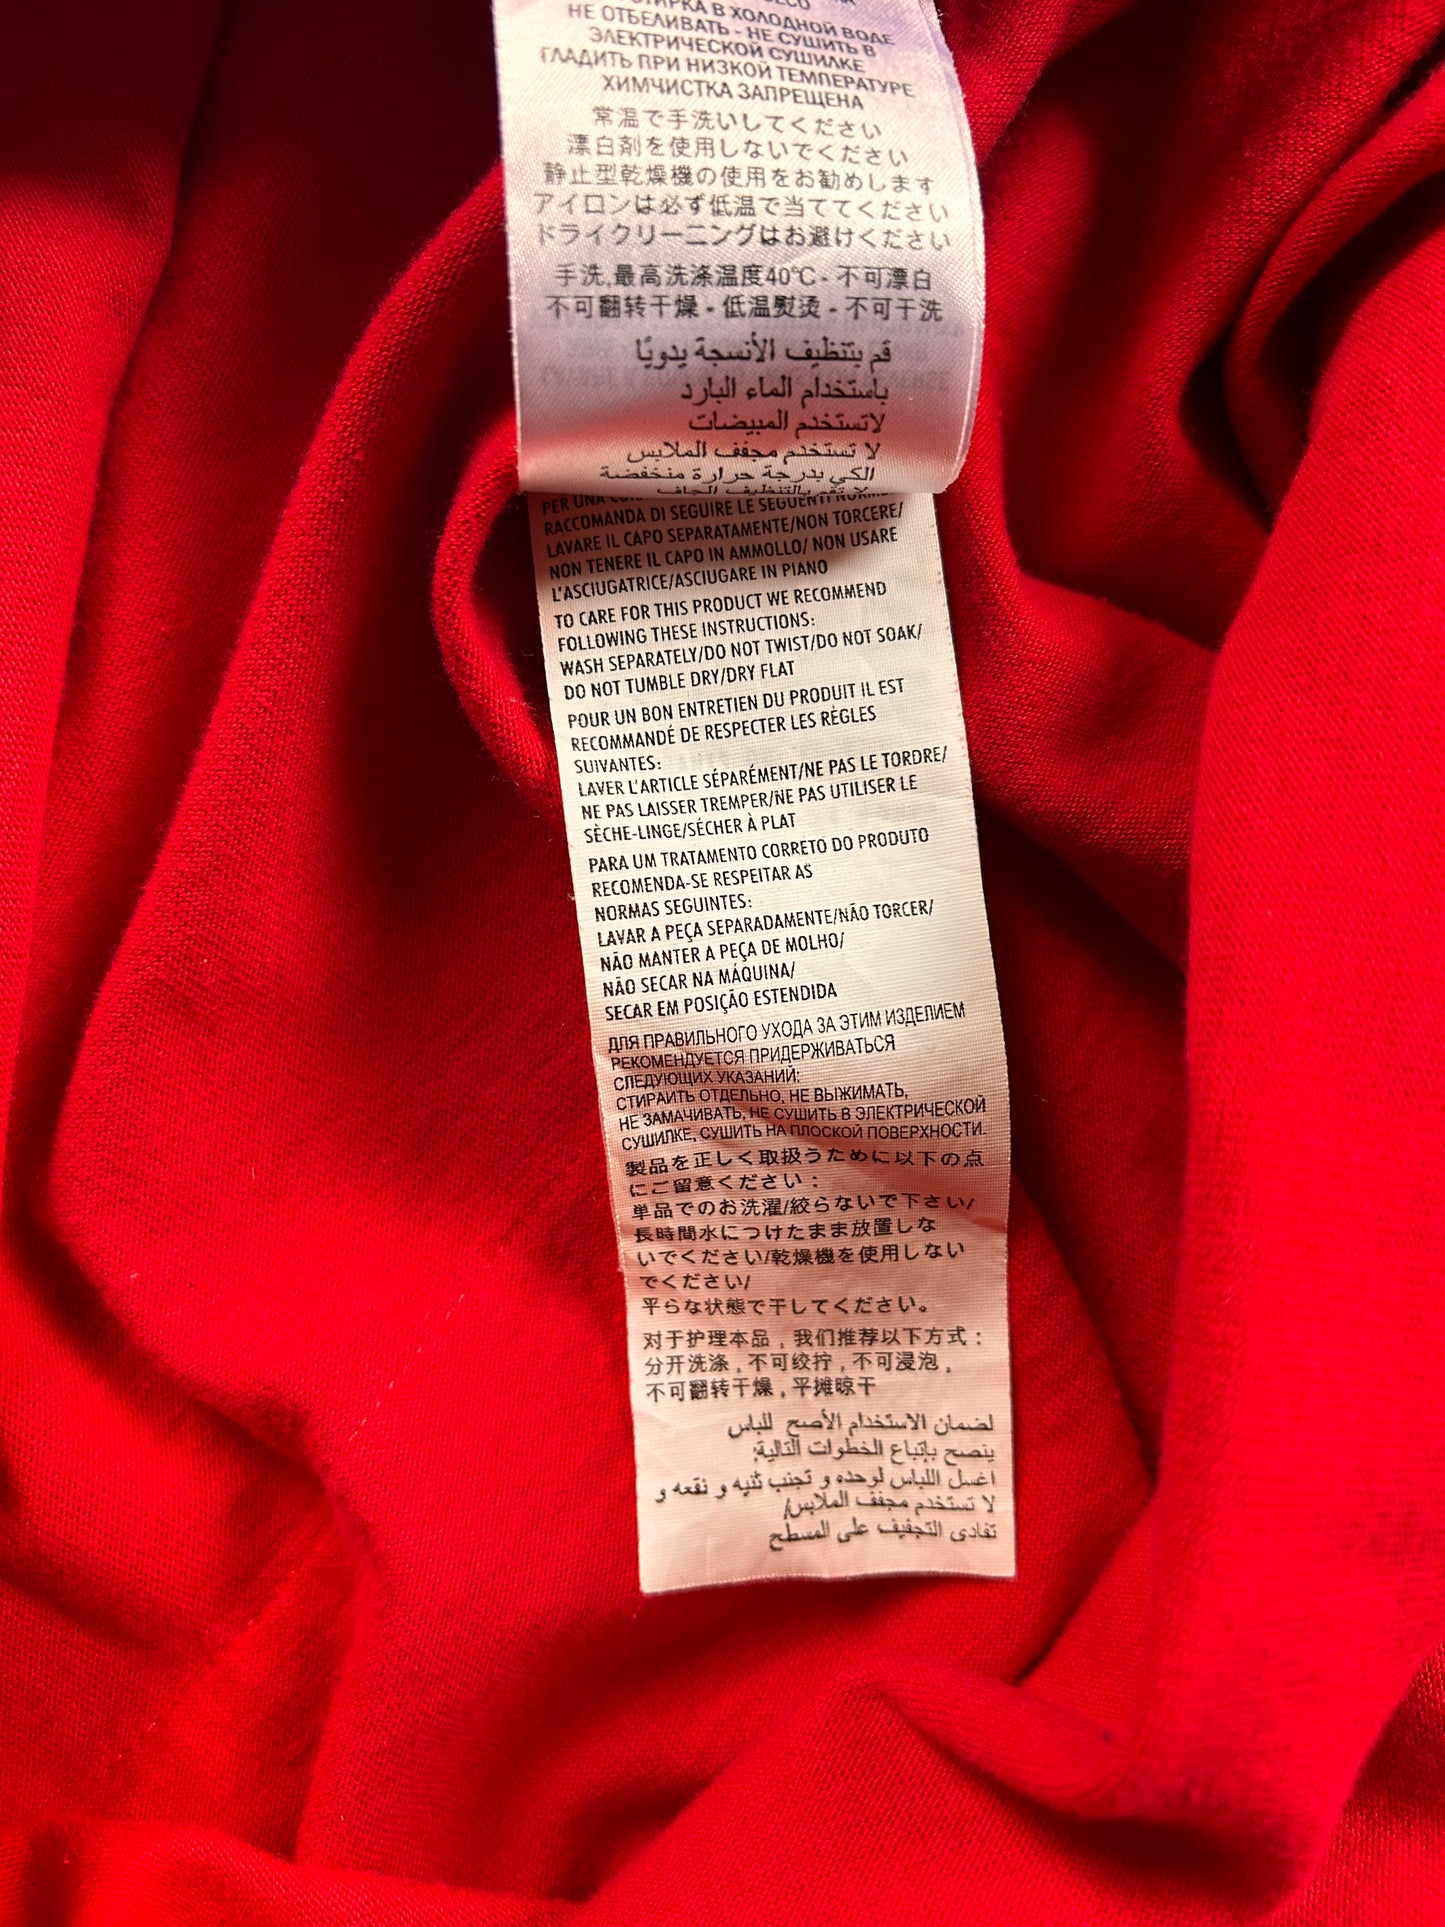 СТИРКА В ХОЛОДНОЙ ВОДЕ
НЕ ОТБЕЛИВАТЬ - НЕ СУШИТЬ В
ЭЛЕКТРИЧЕСКОЙ СУШИЛКЕ
ГЛАДИТЬ ПРИ НИЗКОЙ ТЕМПЕРАТУРЕ
ХИМЧИСТКА ЗАПРЕЩЕНА
常温で手洗いしてください
漂白剤を使用しないでください
静止型乾燥機の使用をお勧めします
アイロンは必ず低温で当ててください
ドライクリーニングはお避けください
手洗,最高洗涤温度40℃ - 不可漂白
不可翻转干燥 - 低温熨烫 - 不可干洗
قم بتنظيف الأنسجة يدويًا
باستخدام الماء البارد
لاتستخدم المبيضات
لا تستخدم مجفف الملابس
الكي بدرجة حرارة منخفضة
لا تقم بالتنظيف الجاف
PER UNA
RACCOMANDA DI SEGUIRE LE SEGUENTI NORME
LAVARE IL CAPO SEPARATAMENTE/NON TORCERE/
NON TENERE IL CAPO IN AMMOLLO/ NON USARE
L'ASCIUGATRICE/ASCIUGARE IN PIANO
TO CARE FOR THIS PRODUCT WE RECOMMEND
FOLLOWING THESE INSTRUCTIONS:
WASH SEPARATELY/DO NOT TWIST/DO NOT SOAK/
DO NOT TUMBLE DRY/DRY FLAT
POUR UN BON ENTRETIEN DU PRODUIT IL EST
RECOMMANDÉ DE RESPECTER LES RÈGLES
SUIVANTES:
LAVER L'ARTICLE SÉPARÉMENT/NE PAS LE TORDRE/
NE PAS LAISSER TREMPER/NE PAS UTILISER LE
SÈCHE-LINGE/SÉCHER À PLAT
PARA UM TRATAMENTO CORRETO DO PRODUTO
RECOMENDA-SE RESPEITAR AS
NORMAS SEGUINTES:
LAVAR A PEÇA SEPARADAMENTE/NÃO TORCER/
NÃO MANTER A PEÇA DE MOLHO/
NÃO SECAR NA MÁQUINA/
SECAR EM POSIÇÃO ESTENDIDA
ДЛЯ ПРАВИЛЬНОГО УХОДА ЗА ЭТИМ ИЗДЕЛИЕМ
РЕКОМЕНДУЕТСЯ ПРИДЕРЖИВАТЬСЯ
СЛЕДУЮЩИХ УКАЗАНИЙ:
СТИРАИТЬ ОТДЕЛЬНО, НЕ ВЫЖИМАТЬ,
НЕ ЗАМАЧИВАТЬ, НЕ СУШИТЬ В ЭЛЕКТРИЧЕСКОЙ
СУШИЛКЕ, СУШИТЬ НА ПЛОСКОЙ ПОВЕРХНОСТИ.
製品を正しく取扱うために以下の点
にご留意ください：
単品でのお洗濯/絞らないで下さい/
長時間水につけたまま放置しな
いでください/乾燥機を使用しない
でください/
平らな状態で干してください。
对于护理本品，我们推荐以下方式：
分开洗涤，不可绞拧，不可浸泡，
不可翻转干燥，平摊晾干
لضمان الاستخدام الأصح للباس
ينصح بإتباع الخطوات التالية:
اغسل اللباس لوحده و تجنب ثنيه و نقعه و
لا تستخدم مجفف الملابس/
تفادى التجفيف على المسطح